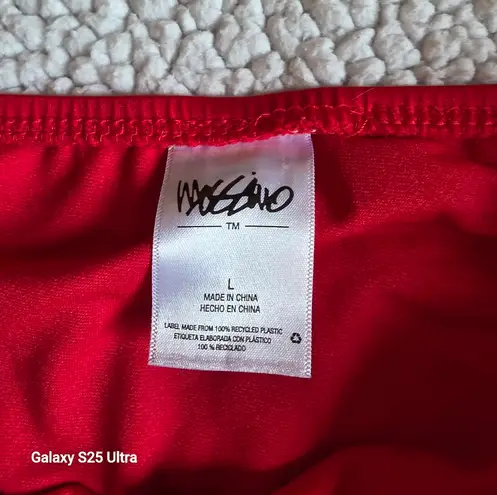 mossimo
TM
L
MADE IN CHINA
HECHO EN CHINA
LABEL MADE FROM 100% RECYCLED PLASTIC
ETIQUETA ELABORADA CON PLÁSTICO
100 % RECICLADO
Galaxy S25 Ultra